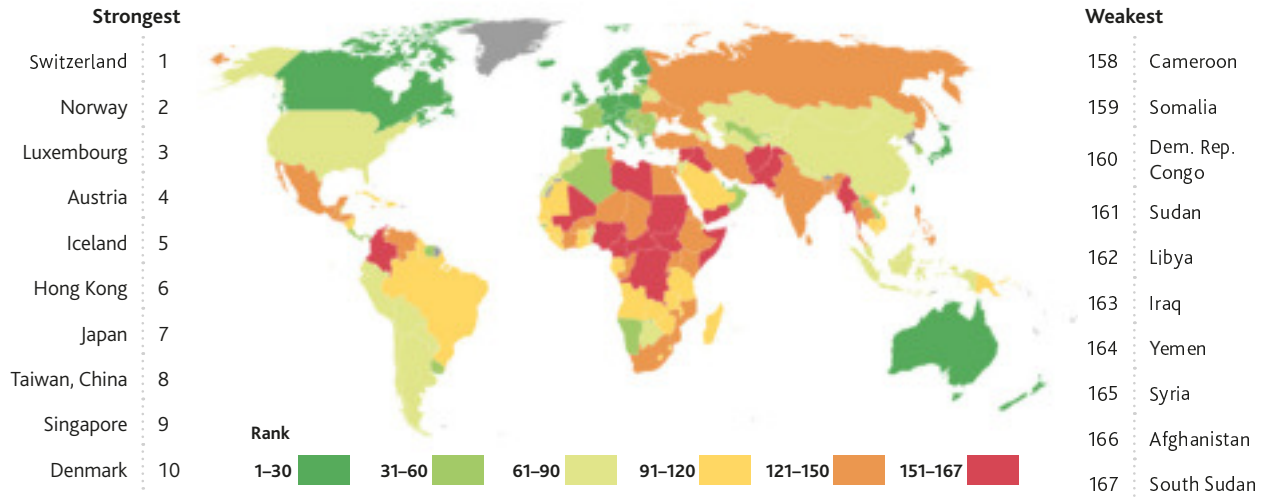 Strongest
Switzerland 1
Norway 2
Luxembourg 3
Austria 4
Iceland 5
Hong Kong 6
Japan 7
Taiwan, China 8
Singapore 9
Denmark 10
Rank
1–30 31–60 61–90 91–120 121–150 151–167
Weakest
158 Cameroon
159 Somalia
160 Dem. Rep.
Congo
161 Sudan
162 Libya
163 Iraq
164 Yemen
165 Syria
166 Afghanistan
167 South Sudan